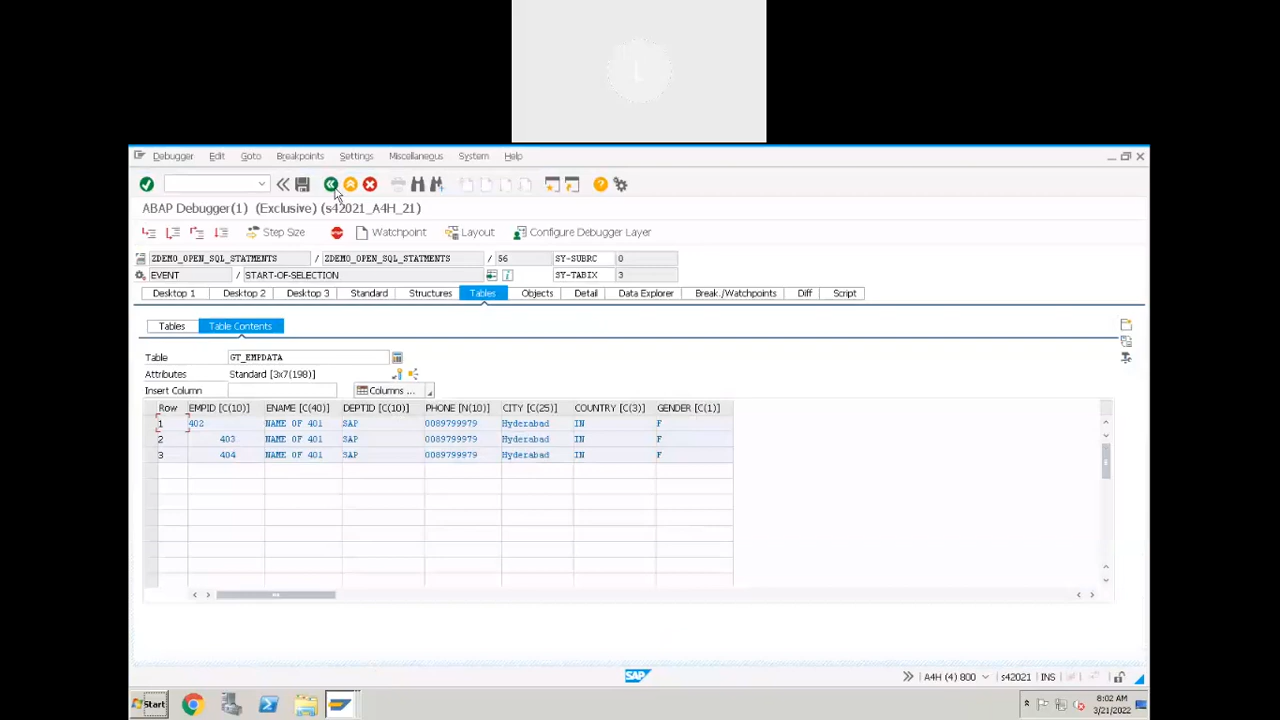 L
Debugger Edit Goto Breakpoints Settings Miscellaneous System Help
ABAP Debugger(1) (Exclusive) (s42021_A4H_21)
Step Size Watchpoint Layout Configure Debugger Layer
ZDEMO_OPEN_SQL_STATMENTS / ZDEMO_OPEN_SQL_STATMENTS / 56 SY-SUBRC 0
EVENT / START-OF-SELECTION SY-TABIX 3
Desktop 1 Desktop 2 Desktop 3 Standard Structures Tables Objects Detail Data Explorer Break./Watchpoints Diff Script
Tables Table Contents
Table GT_EMPDATA
Attributes Standard [3x7(198)]
Insert Column Columns ...
Row EMPID [C(10)] ENAME [C(40)] DEPTID [C(10)] PHONE [N(10)] CITY [C(25)] COUNTRY [C(3)] GENDER [C(1)]
1 402 NAME OF 401 SAP 0089799979 Hyderabad IN F
2 403 NAME OF 401 SAP 0089799979 Hyderabad IN F
3 404 NAME OF 401 SAP 0089799979 Hyderabad IN F
SAP A4H (4) 800 s42021 INS
Start 8:02 AM
3/21/2022